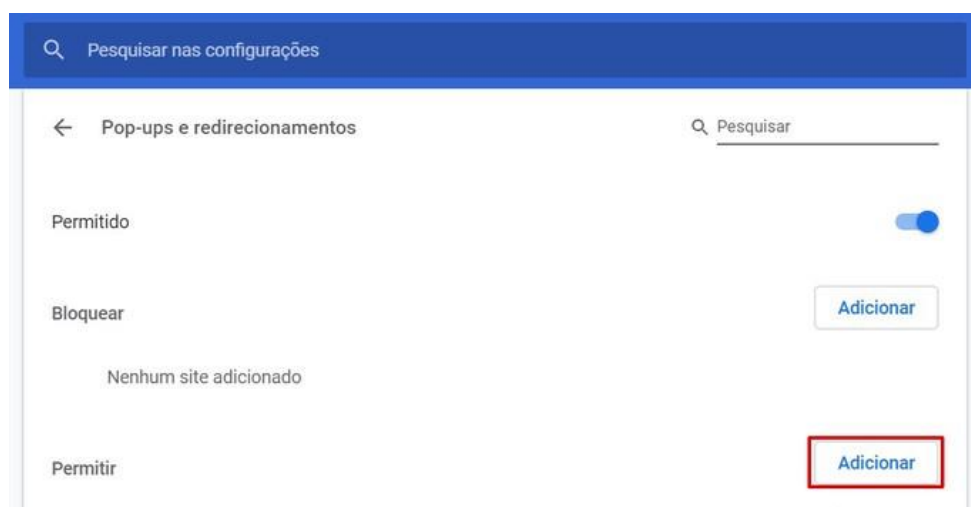 Pesquisar nas configurações
Pop-ups e redirecionamentos
Pesquisar
Permitido
Bloquear
Adicionar
Nenhum site adicionado
Permitir
Adicionar